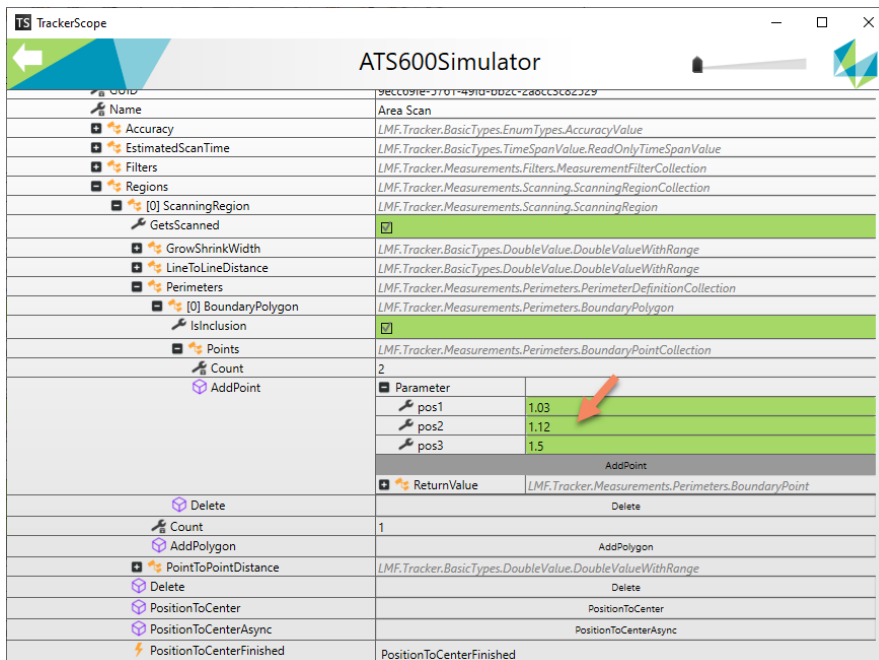 TS TrackerScope
ATS600Simulator
Name Area Scan
Accuracy LMF.Tracker.BasicTypes.EnumTypes.AccuracyValue
EstimatedScanTime LMF.Tracker.BasicTypes.TimeSpanValue.ReadOnlyTimeSpanValue
Filters LMF.Tracker.Measurements.Filters.MeasurementFilterCollection
Regions LMF.Tracker.Measurements.Scanning.ScanningRegionCollection
[0] ScanningRegion LMF.Tracker.Measurements.Scanning.ScanningRegion
GetsScanned
GrowShrinkWidth LMF.Tracker.BasicTypes.DoubleValue.DoubleValueWithRange
LineToLineDistance LMF.Tracker.BasicTypes.DoubleValue.DoubleValueWithRange
Perimeters LMF.Tracker.Measurements.Perimeters.PerimeterDefinitionCollection
[0] BoundaryPolygon LMF.Tracker.Measurements.Perimeters.BoundaryPolygon
IsInclusion
Points LMF.Tracker.Measurements.Perimeters.BoundaryPointCollection
Count 2
AddPoint Parameter
pos1 1.03
pos2 1.12
pos3 1.5
AddPoint
ReturnValue LMF.Tracker.Measurements.Perimeters.BoundaryPoint
Delete Delete
Count 1
AddPolygon AddPolygon
PointToPointDistance LMF.Tracker.BasicTypes.DoubleValue.DoubleValueWithRange
Delete Delete
PositionToCenter PositionToCenter
PositionToCenterAsync PositionToCenterAsync
PositionToCenterFinished PositionToCenterFinished